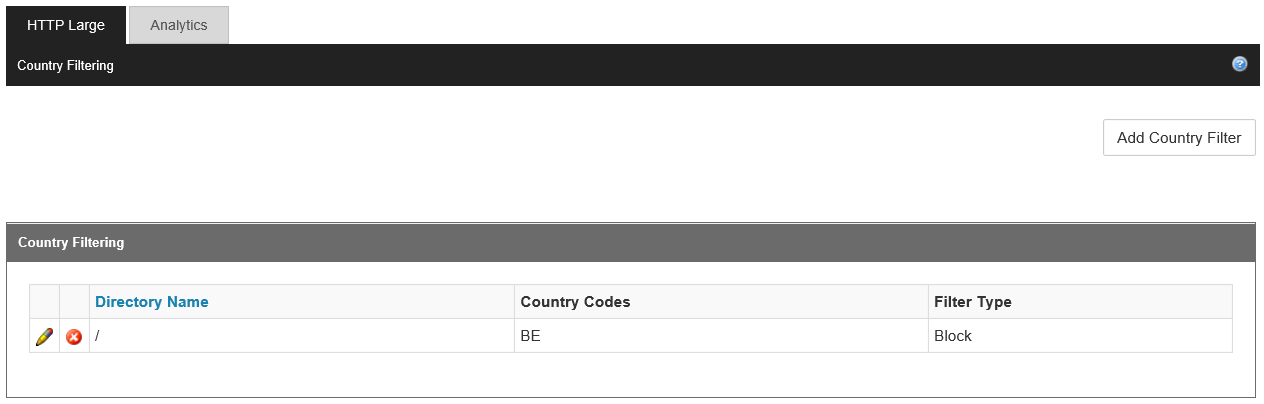 HTTP Large Analytics
Country Filtering
Add Country Filter
Country Filtering
Directory Name Country Codes Filter Type
/ BE Block